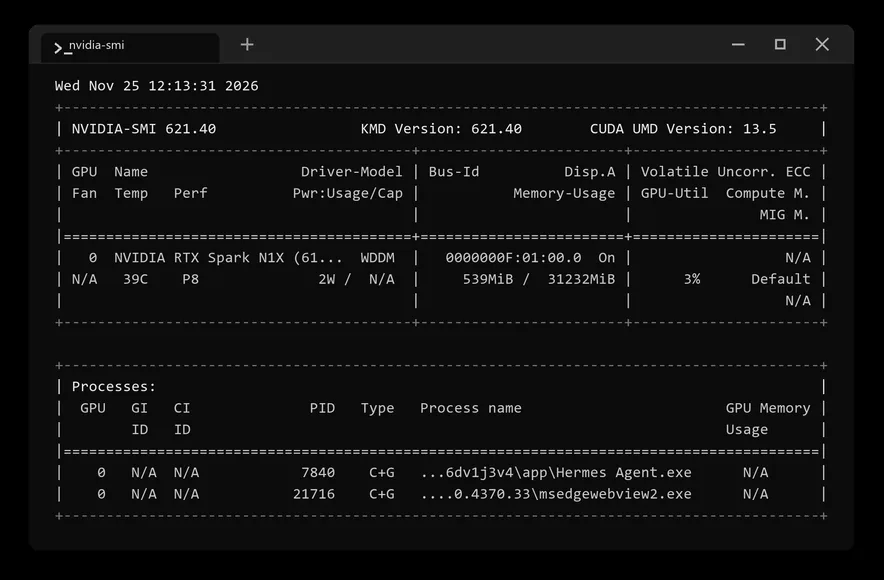 nvidia-smi
Wed Nov 25 12:13:31 2026
+-----------------------------------------------------------------------------------------+
| NVIDIA-SMI 621.40                 KMD Version: 621.40        CUDA UMD Version: 13.5     |
+-----------------------------------------+------------------------+----------------------+
| GPU  Name                  Driver-Model | Bus-Id          Disp.A | Volatile Uncorr. ECC |
| Fan  Temp   Perf          Pwr:Usage/Cap |           Memory-Usage | GPU-Util  Compute M. |
|                                         |                        |               MIG M. |
|=========================================+========================+======================|
|   0  NVIDIA RTX Spark N1X (61...  WDDM  |   0000000F:01:00.0  On |                  N/A |
| N/A   39C    P8              2W /  N/A  |     539MiB /  31232MiB |      3%      Default |
|                                         |                        |                  N/A |
+-----------------------------------------+------------------------+----------------------+
+-----------------------------------------------------------------------------------------+
| Processes:                                                                              |
|  GPU   GI   CI              PID   Type   Process name                        GPU Memory |
|        ID   ID                                                               Usage      |
|=========================================================================================|
|    0   N/A  N/A            7840    C+G   ...6dv1j3v4\app\Hermes Agent.exe      N/A      |
|    0   N/A  N/A           21716    C+G   ....0.4370.33\msedgewebview2.exe      N/A      |
+-----------------------------------------------------------------------------------------+